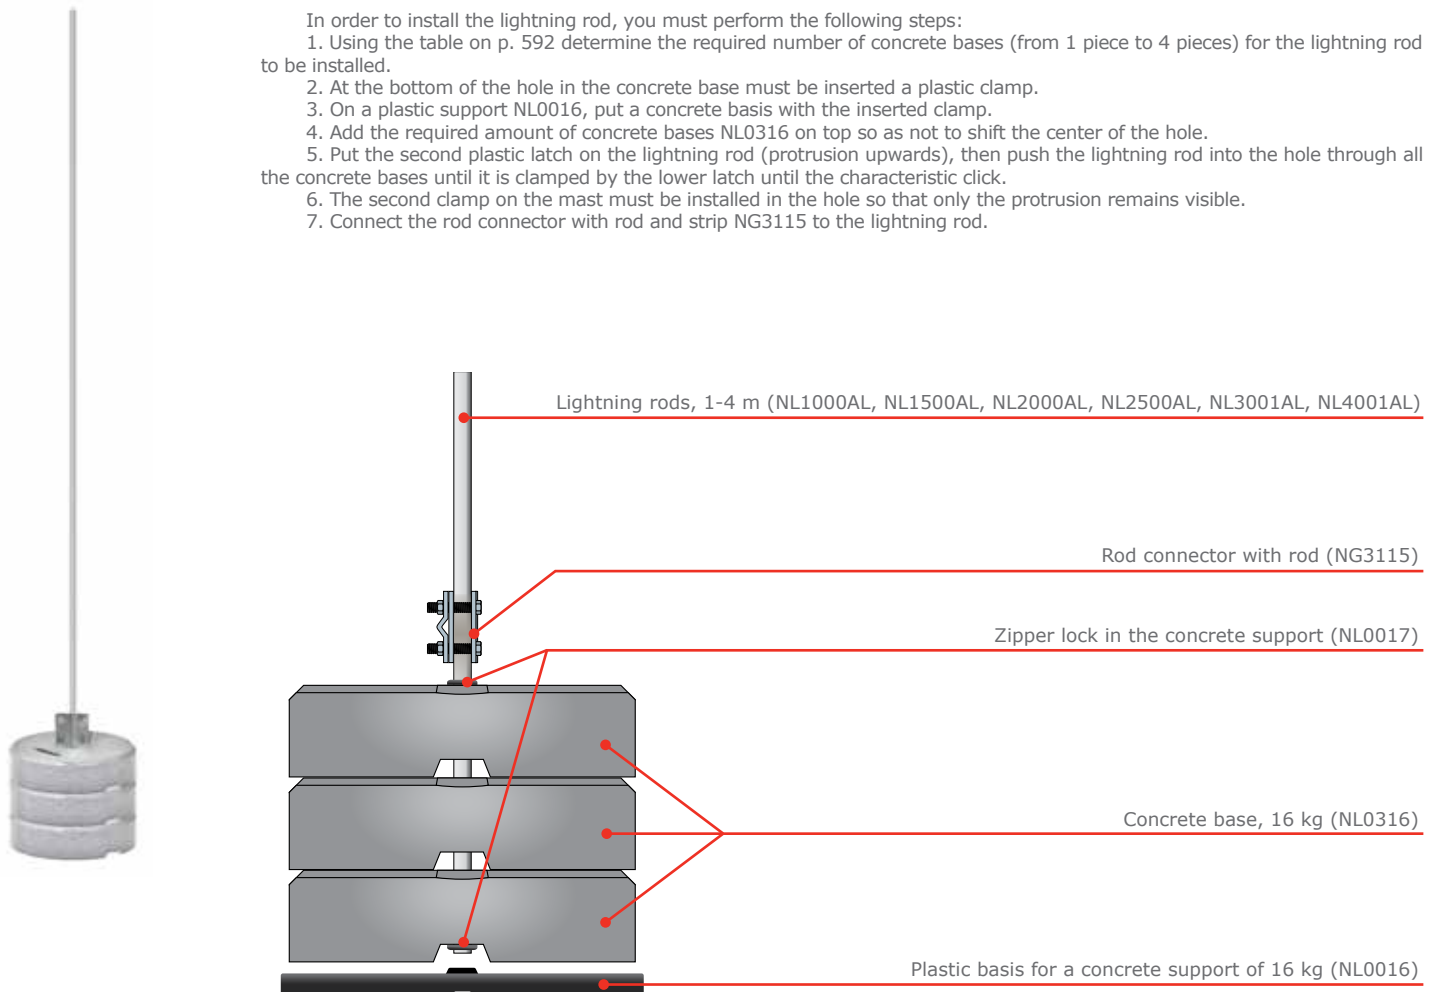 In order to install the lightning rod, you must perform the following steps:
1. Using the table on p. 592 determine the required number of concrete bases (from 1 piece to 4 pieces) for the lightning rod
to be installed.
2. At the bottom of the hole in the concrete base must be inserted a plastic clamp.
3. On a plastic support NL0016, put a concrete basis with the inserted clamp.
4. Add the required amount of concrete bases NL0316 on top so as not to shift the center of the hole.
5. Put the second plastic latch on the lightning rod (protrusion upwards), then push the lightning rod into the hole through all
the concrete bases until it is clamped by the lower latch until the characteristic click.
6. The second clamp on the mast must be installed in the hole so that only the protrusion remains visible.
7. Connect the rod connector with rod and strip NG3115 to the lightning rod.
Lightning rods, 1-4 m (NL1000AL, NL1500AL, NL2000AL, NL2500AL, NL3001AL, NL4001AL)
Rod connector with rod (NG3115)
Zipper lock in the concrete support (NL0017)
Concrete base, 16 kg (NL0316)
Plastic basis for a concrete support of 16 kg (NL0016)